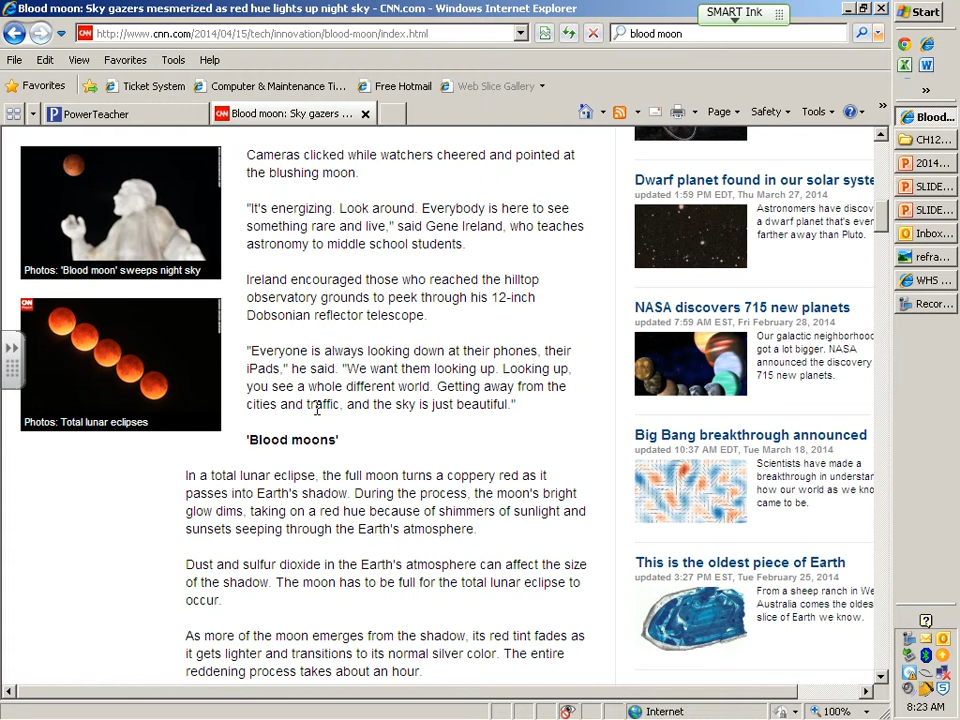 Blood moon: Sky gazers mesmerized as red hue lights up night sky - CNN.com - Windows Internet Explorer
SMART Ink
Start
http://www.cnn.com/2014/04/15/tech/innovation/blood-moon/index.html
blood moon
File Edit View Favorites Tools Help
Favorites Ticket System Computer & Maintenance Ti... Free Hotmail Web Slice Gallery
PowerTeacher
Blood moon: Sky gazers ...
Page Safety Tools
Blood...
CH12...
2014...
SLIDE...
SLIDE...
Inbox...
refra...
WHS ...
Recor...
Photos: 'Blood moon' sweeps night sky
CNN
Photos: Total lunar eclipses
Cameras clicked while watchers cheered and pointed at
the blushing moon.
"It's energizing. Look around. Everybody is here to see
something rare and live," said Gene Ireland, who teaches
astronomy to middle school students.
Ireland encouraged those who reached the hilltop
observatory grounds to peek through his 12-inch
Dobsonian reflector telescope.
"Everyone is always looking down at their phones, their
iPads," he said. "We want them looking up. Looking up,
you see a whole different world. Getting away from the
cities and traffic, and the sky is just beautiful."
'Blood moons'
In a total lunar eclipse, the full moon turns a coppery red as it
passes into Earth's shadow. During the process, the moon's bright
glow dims, taking on a red hue because of shimmers of sunlight and
sunsets seeping through the Earth's atmosphere.
Dust and sulfur dioxide in the Earth's atmosphere can affect the size
of the shadow. The moon has to be full for the total lunar eclipse to
occur.
As more of the moon emerges from the shadow, its red tint fades as
it gets lighter and transitions to its normal silver color. The entire
reddening process takes about an hour.
Dwarf planet found in our solar syste
updated 1:59 PM EDT, Thu March 27, 2014
Astronomers have discov
a dwarf planet that's ever
farther away than Pluto.
NASA discovers 715 new planets
updated 7:59 AM EST, Fri February 28, 2014
Our galactic neighborhoo
got a lot bigger. NASA
announced the discovery
715 new planets.
Big Bang breakthrough announced
updated 10:37 AM EDT, Tue March 18, 2014
Scientists have made a
breakthrough in understan
how our world as we kno
came to be.
This is the oldest piece of Earth
updated 3:27 PM EST, Tue February 25, 2014
From a sheep ranch in We
Australia comes the oldes
slice of Earth we know.
Internet
100%
8:23 AM